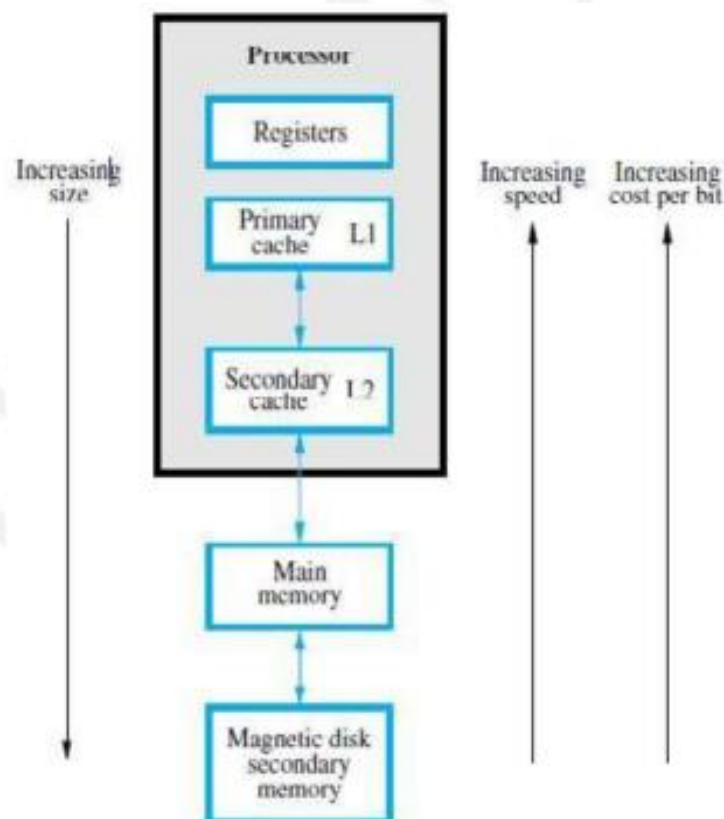 Processor
Registers
Increasing
size
Increasing
speed
Increasing
cost per bit
Primary
cache L1
Secondary
cache L2
Main
memory
Magnetic disk
secondary
memory